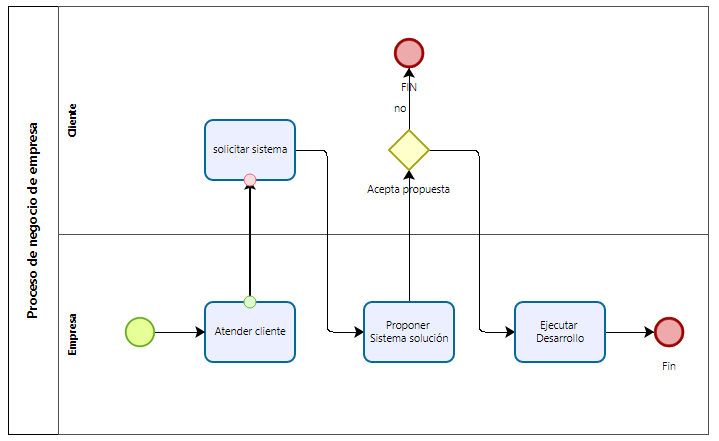 Proceso de negocio de empresa
Cliente
FIN
no
solicitar sistema
Acepta propuesta
Empresa
Atender cliente
Proponer
Sistema solución
Ejecutar
Desarrollo
Fin